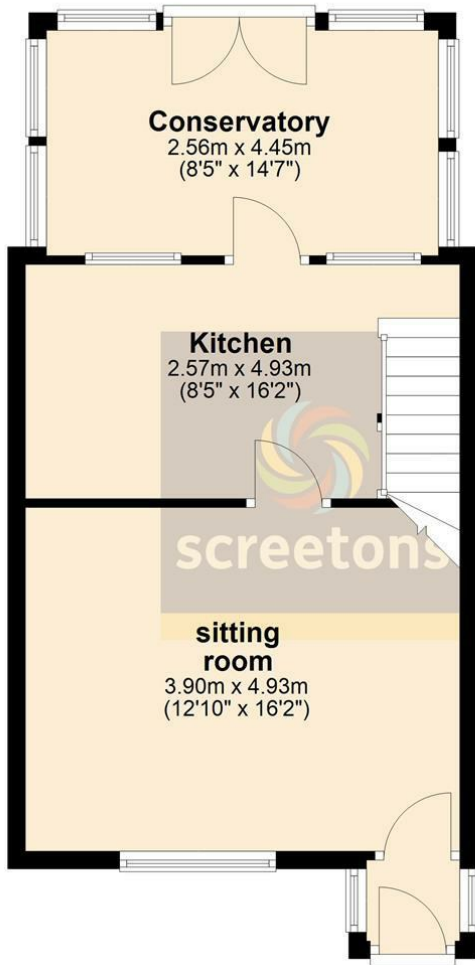 Conservatory
2.56m x 4.45m
(8'5" x 14'7")
Kitchen
2.57m x 4.93m
(8'5" x 16'2")
screetons
sitting
room
3.90m x 4.93m
(12'10" x 16'2")